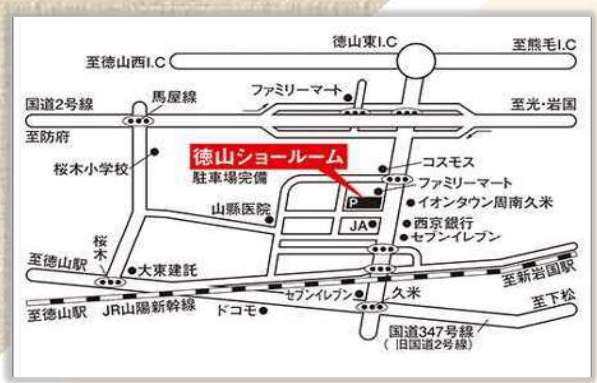 徳山東I.C
至熊毛I.C
至徳山西I.C
ファミリーマート
国道2号線
馬屋線
至光・岩国
至防府
桜木小学校
徳山ショールーム
駐車場完備
コスモス
ファミリーマート
P
イオンタウン周南久米
山縣医院
JA
西京銀行
セブンイレブン
桜木
至徳山駅
大東建託
至新岩国駅
セブンイレブン
久米
至徳山駅
JR山陽新幹線
ドコモ
至下松
国道347号線
(旧国道2号線)